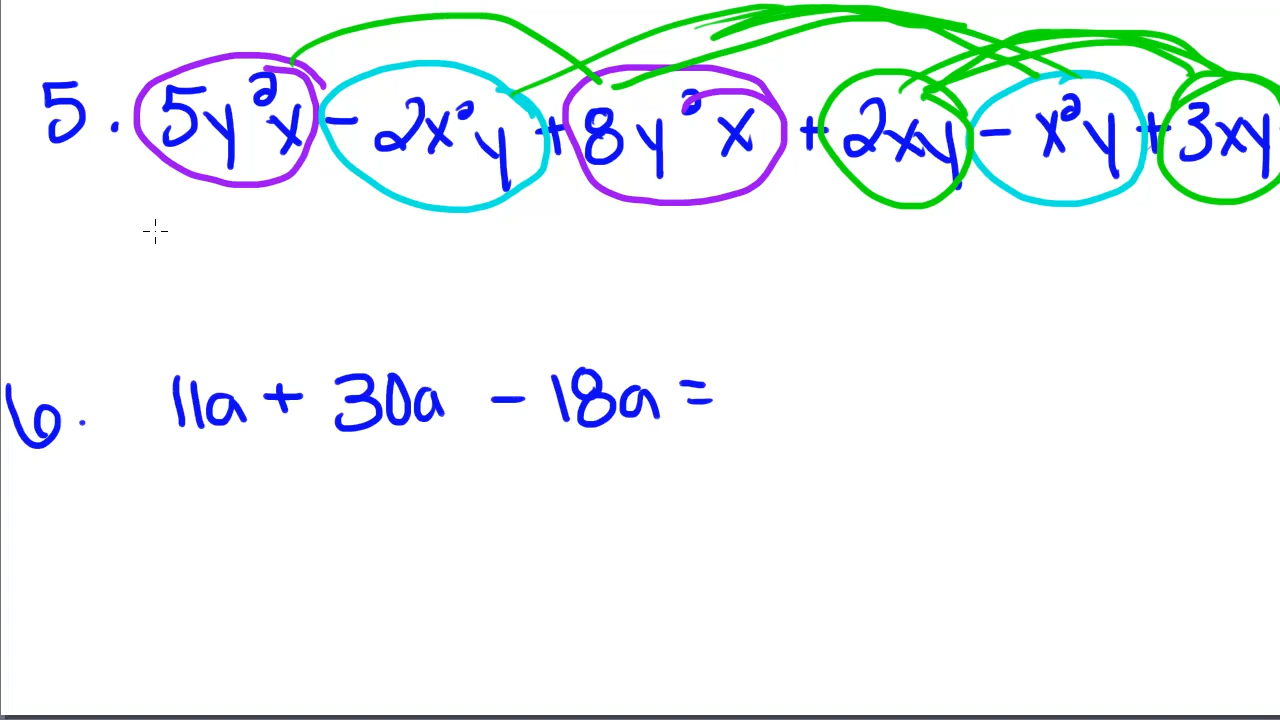 5. 5y²x - 2x²y + 8y²x + 2xy - x²y + 3xy
6. 11a + 30a - 18a =